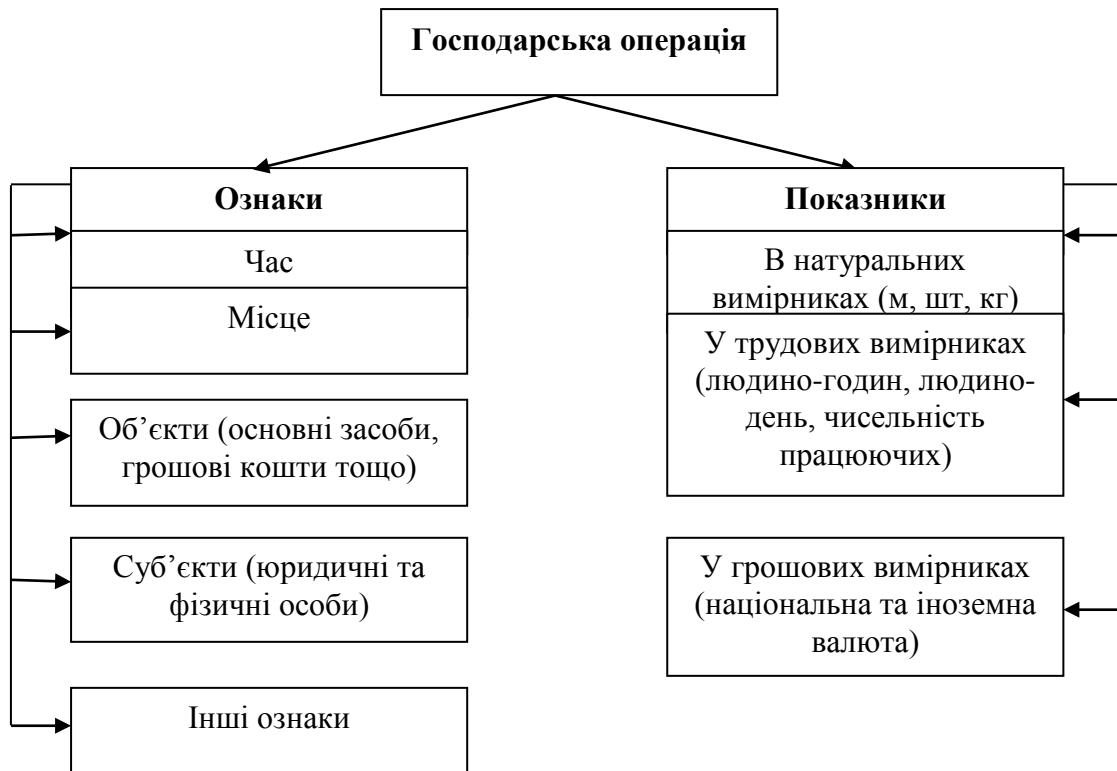 Господарська операція
Ознаки
Час
Місце
Об’єкти (основні засоби,
грошові кошти тощо)
Суб’єкти (юридичні та
фізичні особи)
Інші ознаки
Показники
В натуральних
вимірниках (м, шт, кг)
У трудових вимірниках
(людино-годин, людино-
день, чисельність
працюючих)
У грошових вимірниках
(національна та іноземна
валюта)